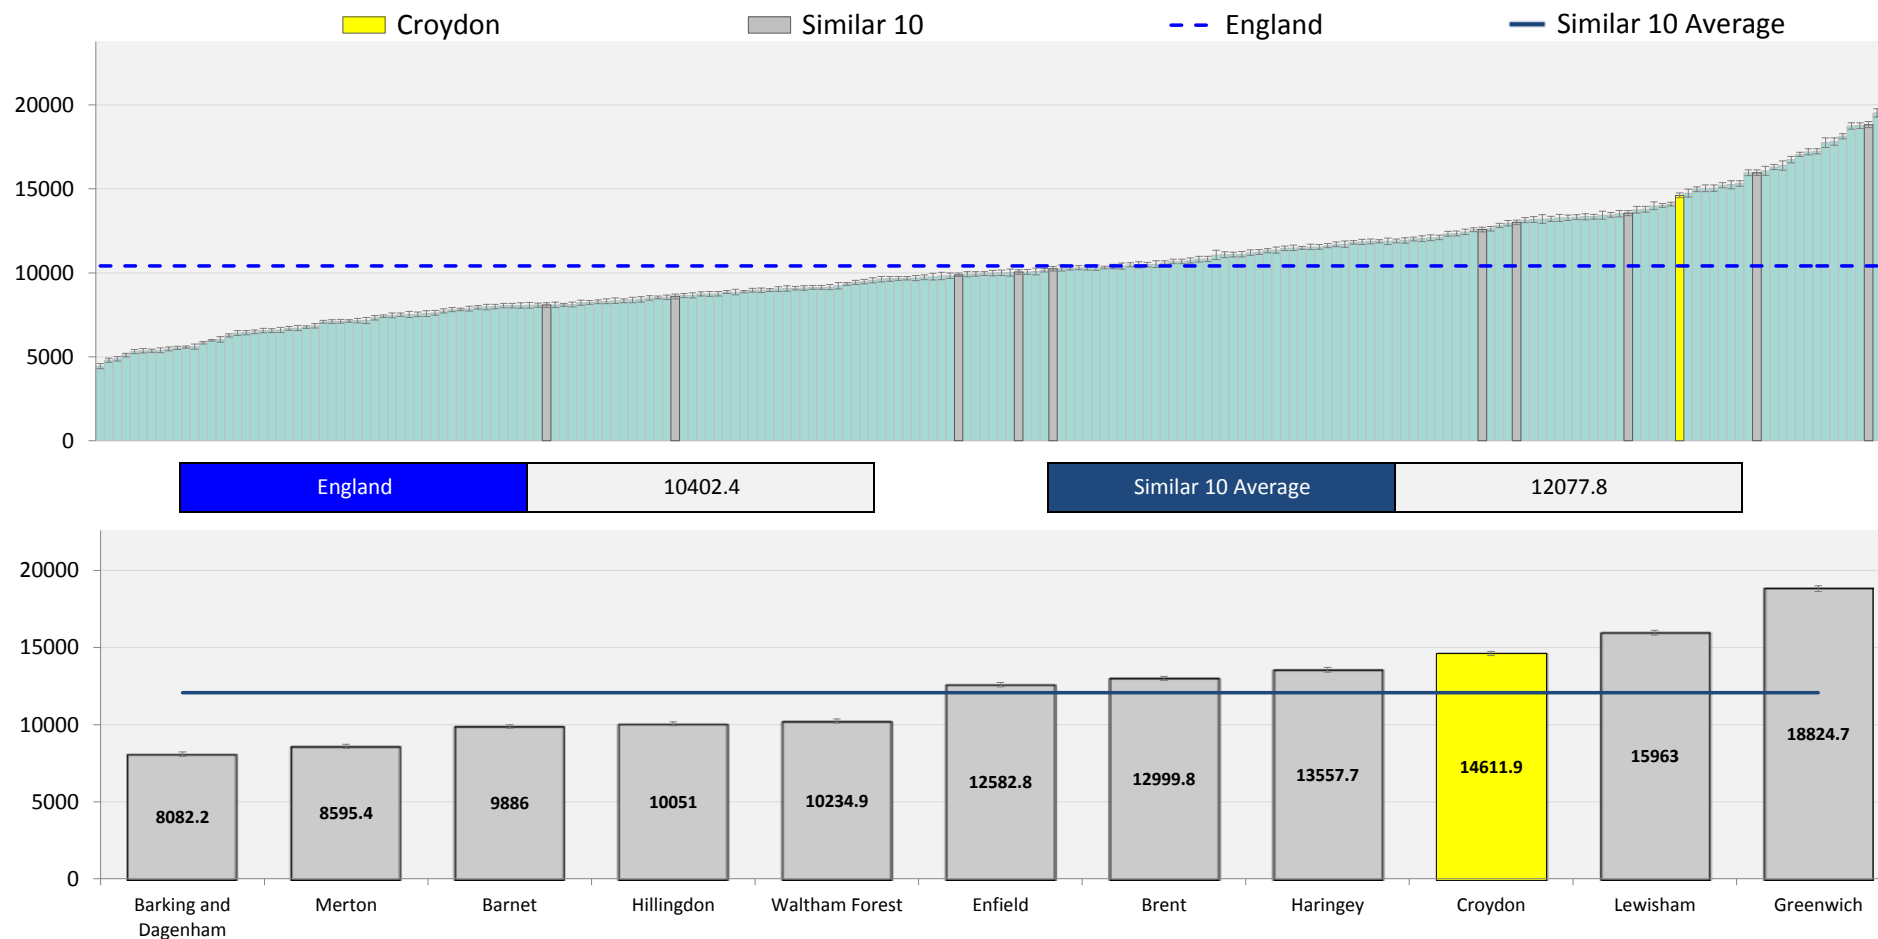 Croydon Similar 10 England Similar 10 Average
20000
15000
10000
5000
0
England 10402.4 Similar 10 Average 12077.8
20000
15000
10000
5000
0
8082.2 8595.4 9886 10051 10234.9 12582.8 12999.8 13557.7 14611.9 15963 18824.7
Barking and Dagenham Merton Barnet Hillingdon Waltham Forest Enfield Brent Haringey Croydon Lewisham Greenwich